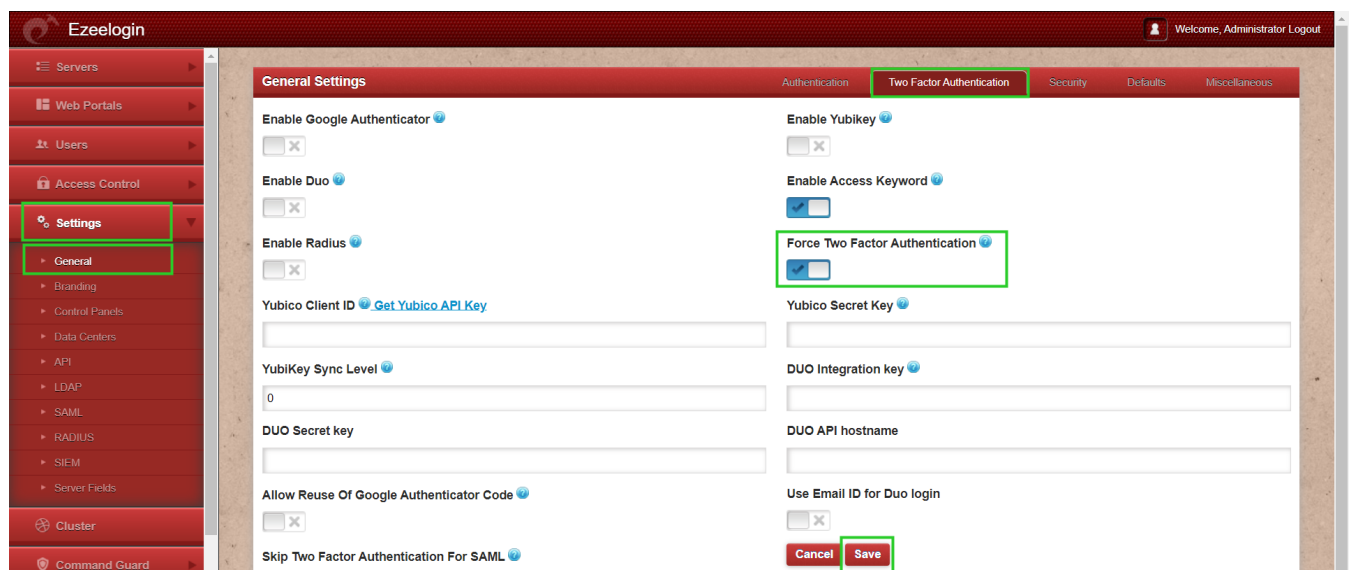 Ezeelogin
Welcome, Administrator Logout
Servers
Web Portals
Users
Access Control
Settings
General
Branding
Control Panels
Data Centers
API
LDAP
SAML
RADIUS
SIEM
Server Fields
Cluster
Command Guard
General Settings
Authentication Two Factor Authentication Security Defaults Miscellaneous
Enable Google Authenticator
Enable Yubikey
Enable Duo
Enable Access Keyword
Enable Radius
Force Two Factor Authentication
Yubico Client ID Get Yubico API Key
Yubico Secret Key
YubiKey Sync Level
0
DUO Integration key
DUO Secret key
DUO API hostname
Allow Reuse Of Google Authenticator Code
Use Email ID for Duo login
Skip Two Factor Authentication For SAML
Cancel Save